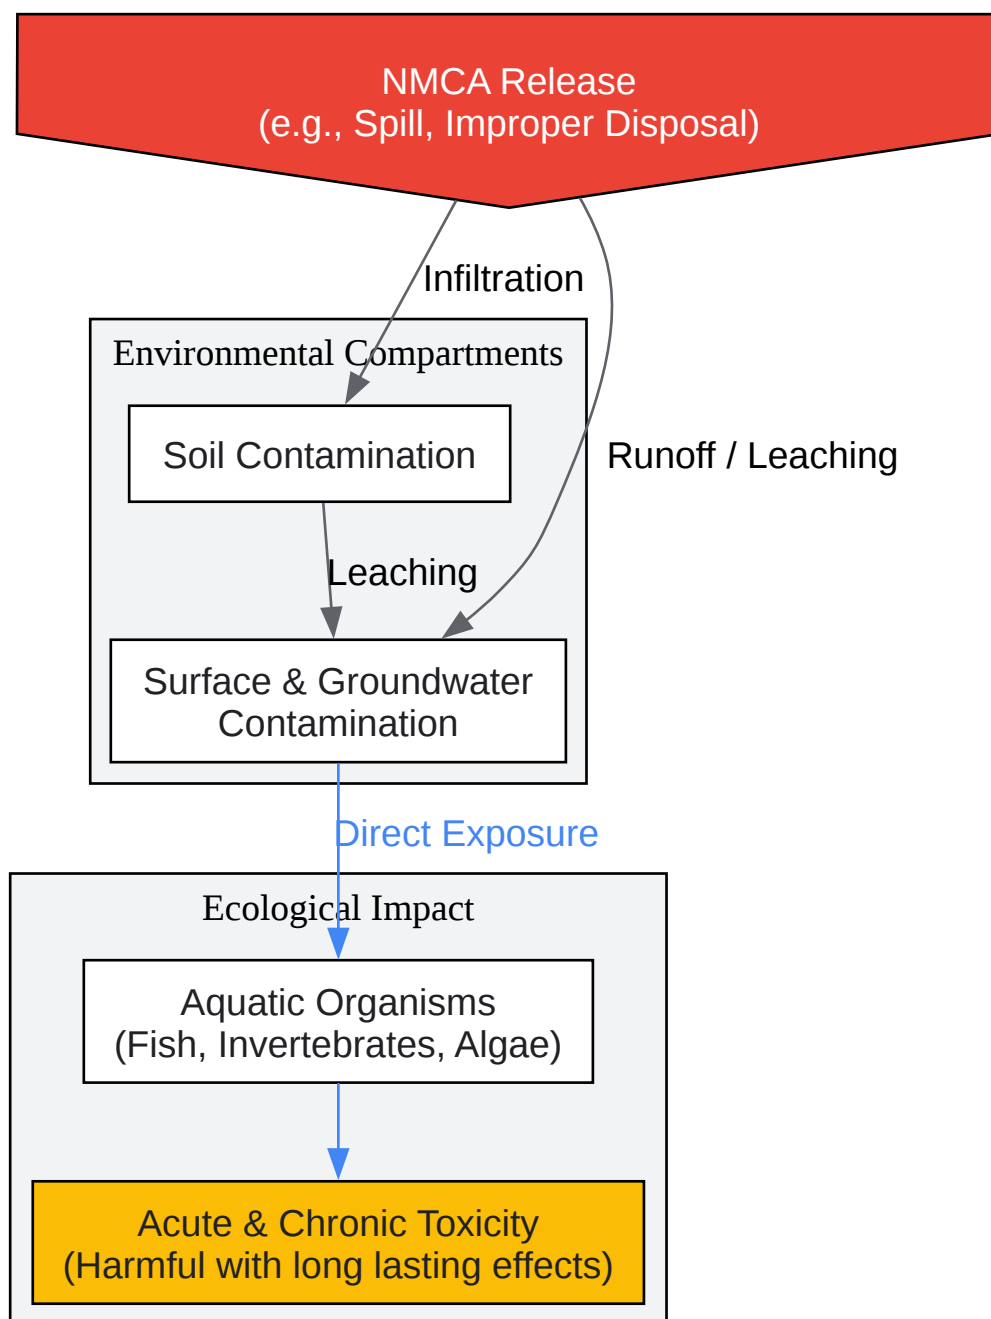 NMCA Release
(e.g., Spill, Improper Disposal)
Infiltration
Environmental Compartments
Soil Contamination
Runoff / Leaching
Leaching
Surface & Groundwater
Contamination
Direct Exposure
Ecological Impact
Aquatic Organisms
(Fish, Invertebrates, Algae)
Acute & Chronic Toxicity
(Harmful with long lasting effects)